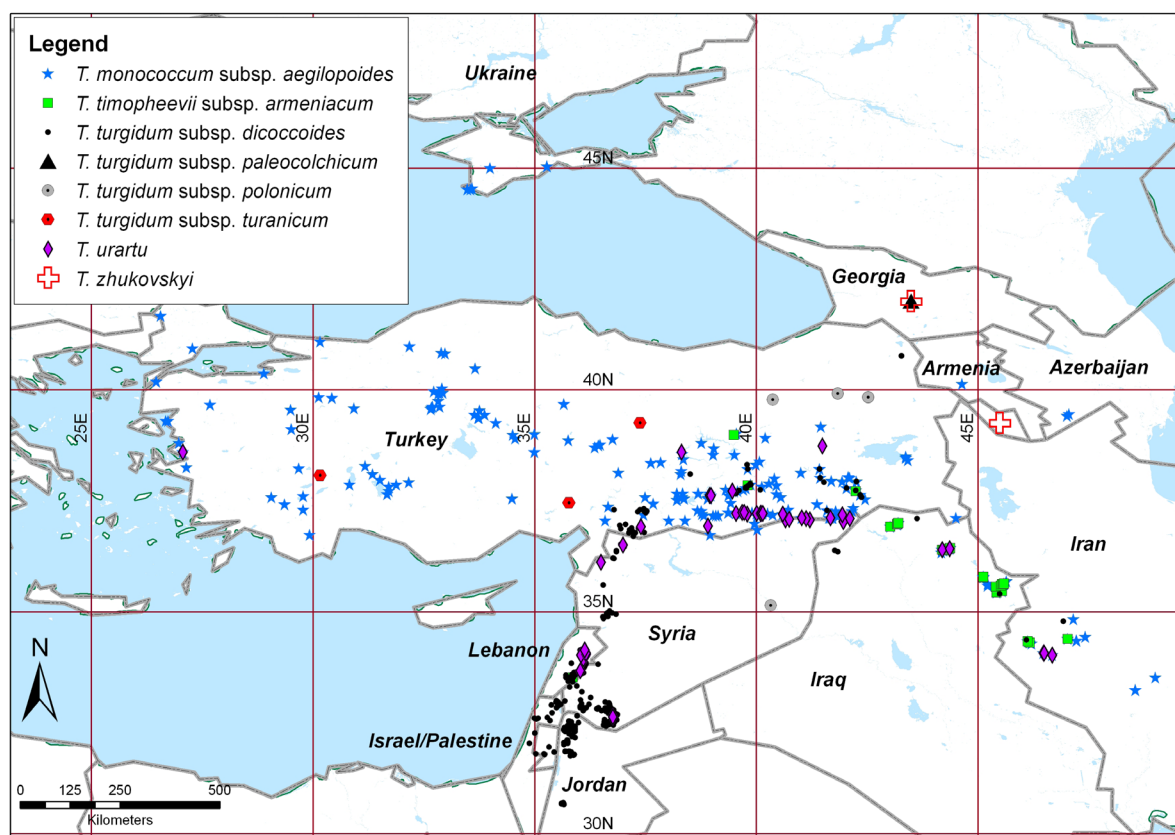 Legend
T. monococcum subsp. aegilopoides
T. timopheevii subsp. armeniacum
T. turgidum subsp. dicoccoides
T. turgidum subsp. paleocolchicum
T. turgidum subsp. polonicum
T. turgidum subsp. turanicum
T. urartu
T. zhukovskyi
Ukraine
45N
Georgia
Armenia
Azerbaijan
40N
25E
30E
35E
40E
45E
Turkey
Iran
35N
Syria
Lebanon
Iraq
Israel/Palestine
Jordan
30N
N
0 125 250 500
Kilometers